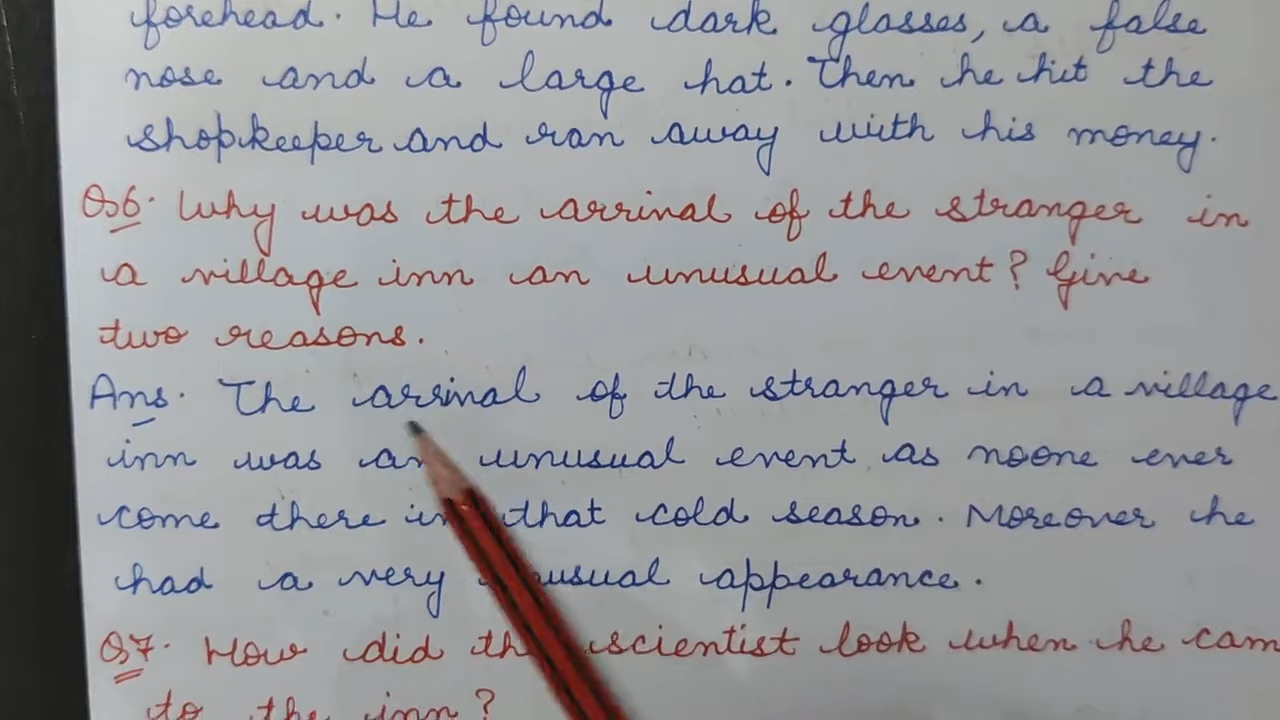 forehead. He found dark glasses, a false
nose and a large hat. Then he hit the
shopkeeper and ran away with his money.
Q6. Why was the arrival of the stranger in
a village inn an unusual event? Give
two reasons.
Ans. The arrival of the stranger in a village
inn was an unusual event as noone ever
come there in that cold season. Moreover he
had a very unusual appearance.
Q7. How did the scientist look when he cam
to the inn?